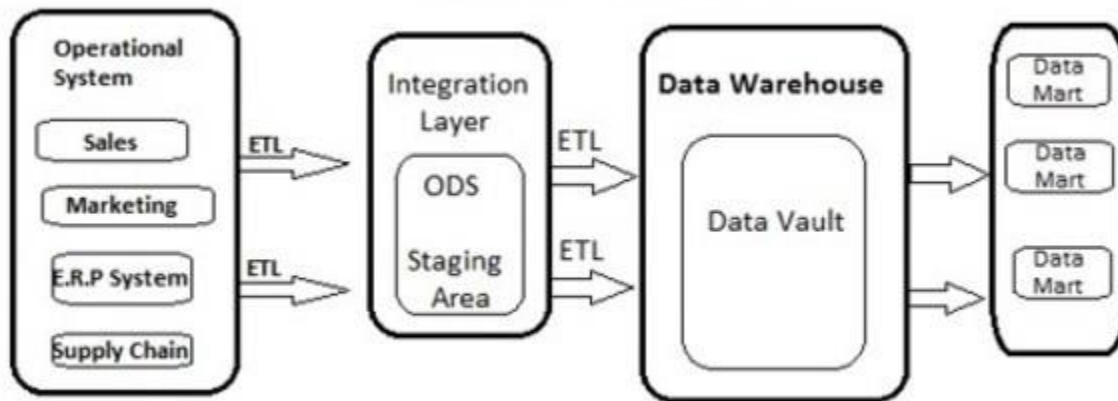 Operational
System
Sales
Marketing
E.R.P System
Supply Chain
ETL
ETL
Integration
Layer
ODS
Staging
Area
ETL
ETL
Data Warehouse
Data Vault
Data
Mart
Data
Mart
Data
Mart